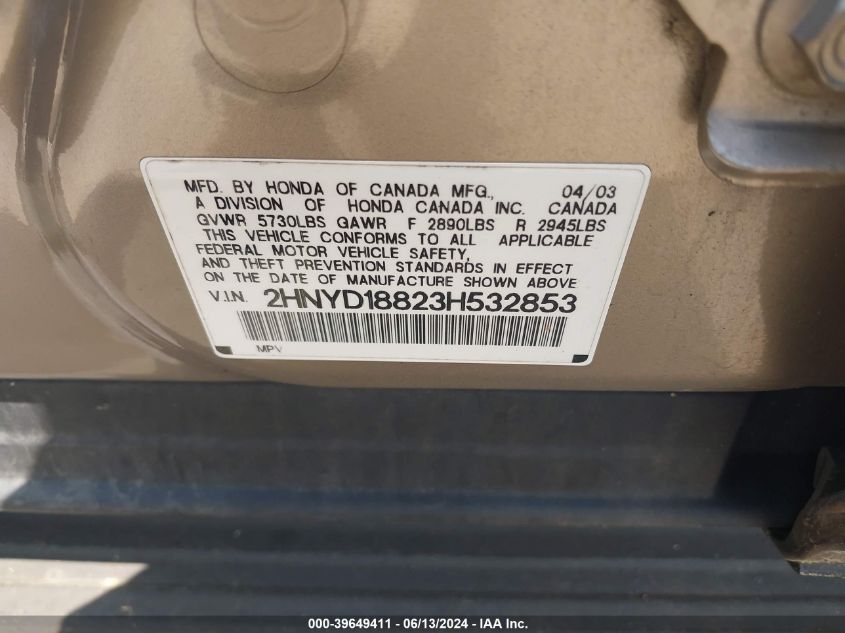 MFD. BY HONDA OF CANADA MFG., 04/03
A DIVISION OF HONDA CANADA INC. CANADA
GVWR 5730LBS GAWR F 2890LBS R 2945LBS
THIS VEHICLE CONFORMS TO ALL APPLICABLE
FEDERAL MOTOR VEHICLE SAFETY,
AND THEFT PREVENTION STANDARDS IN EFFECT
ON THE DATE OF MANUFACTURE SHOWN ABOVE
V.I.N. 2HNYD18823H532853
MPV
000-39649411 - 06/13/2024 - IAA Inc.